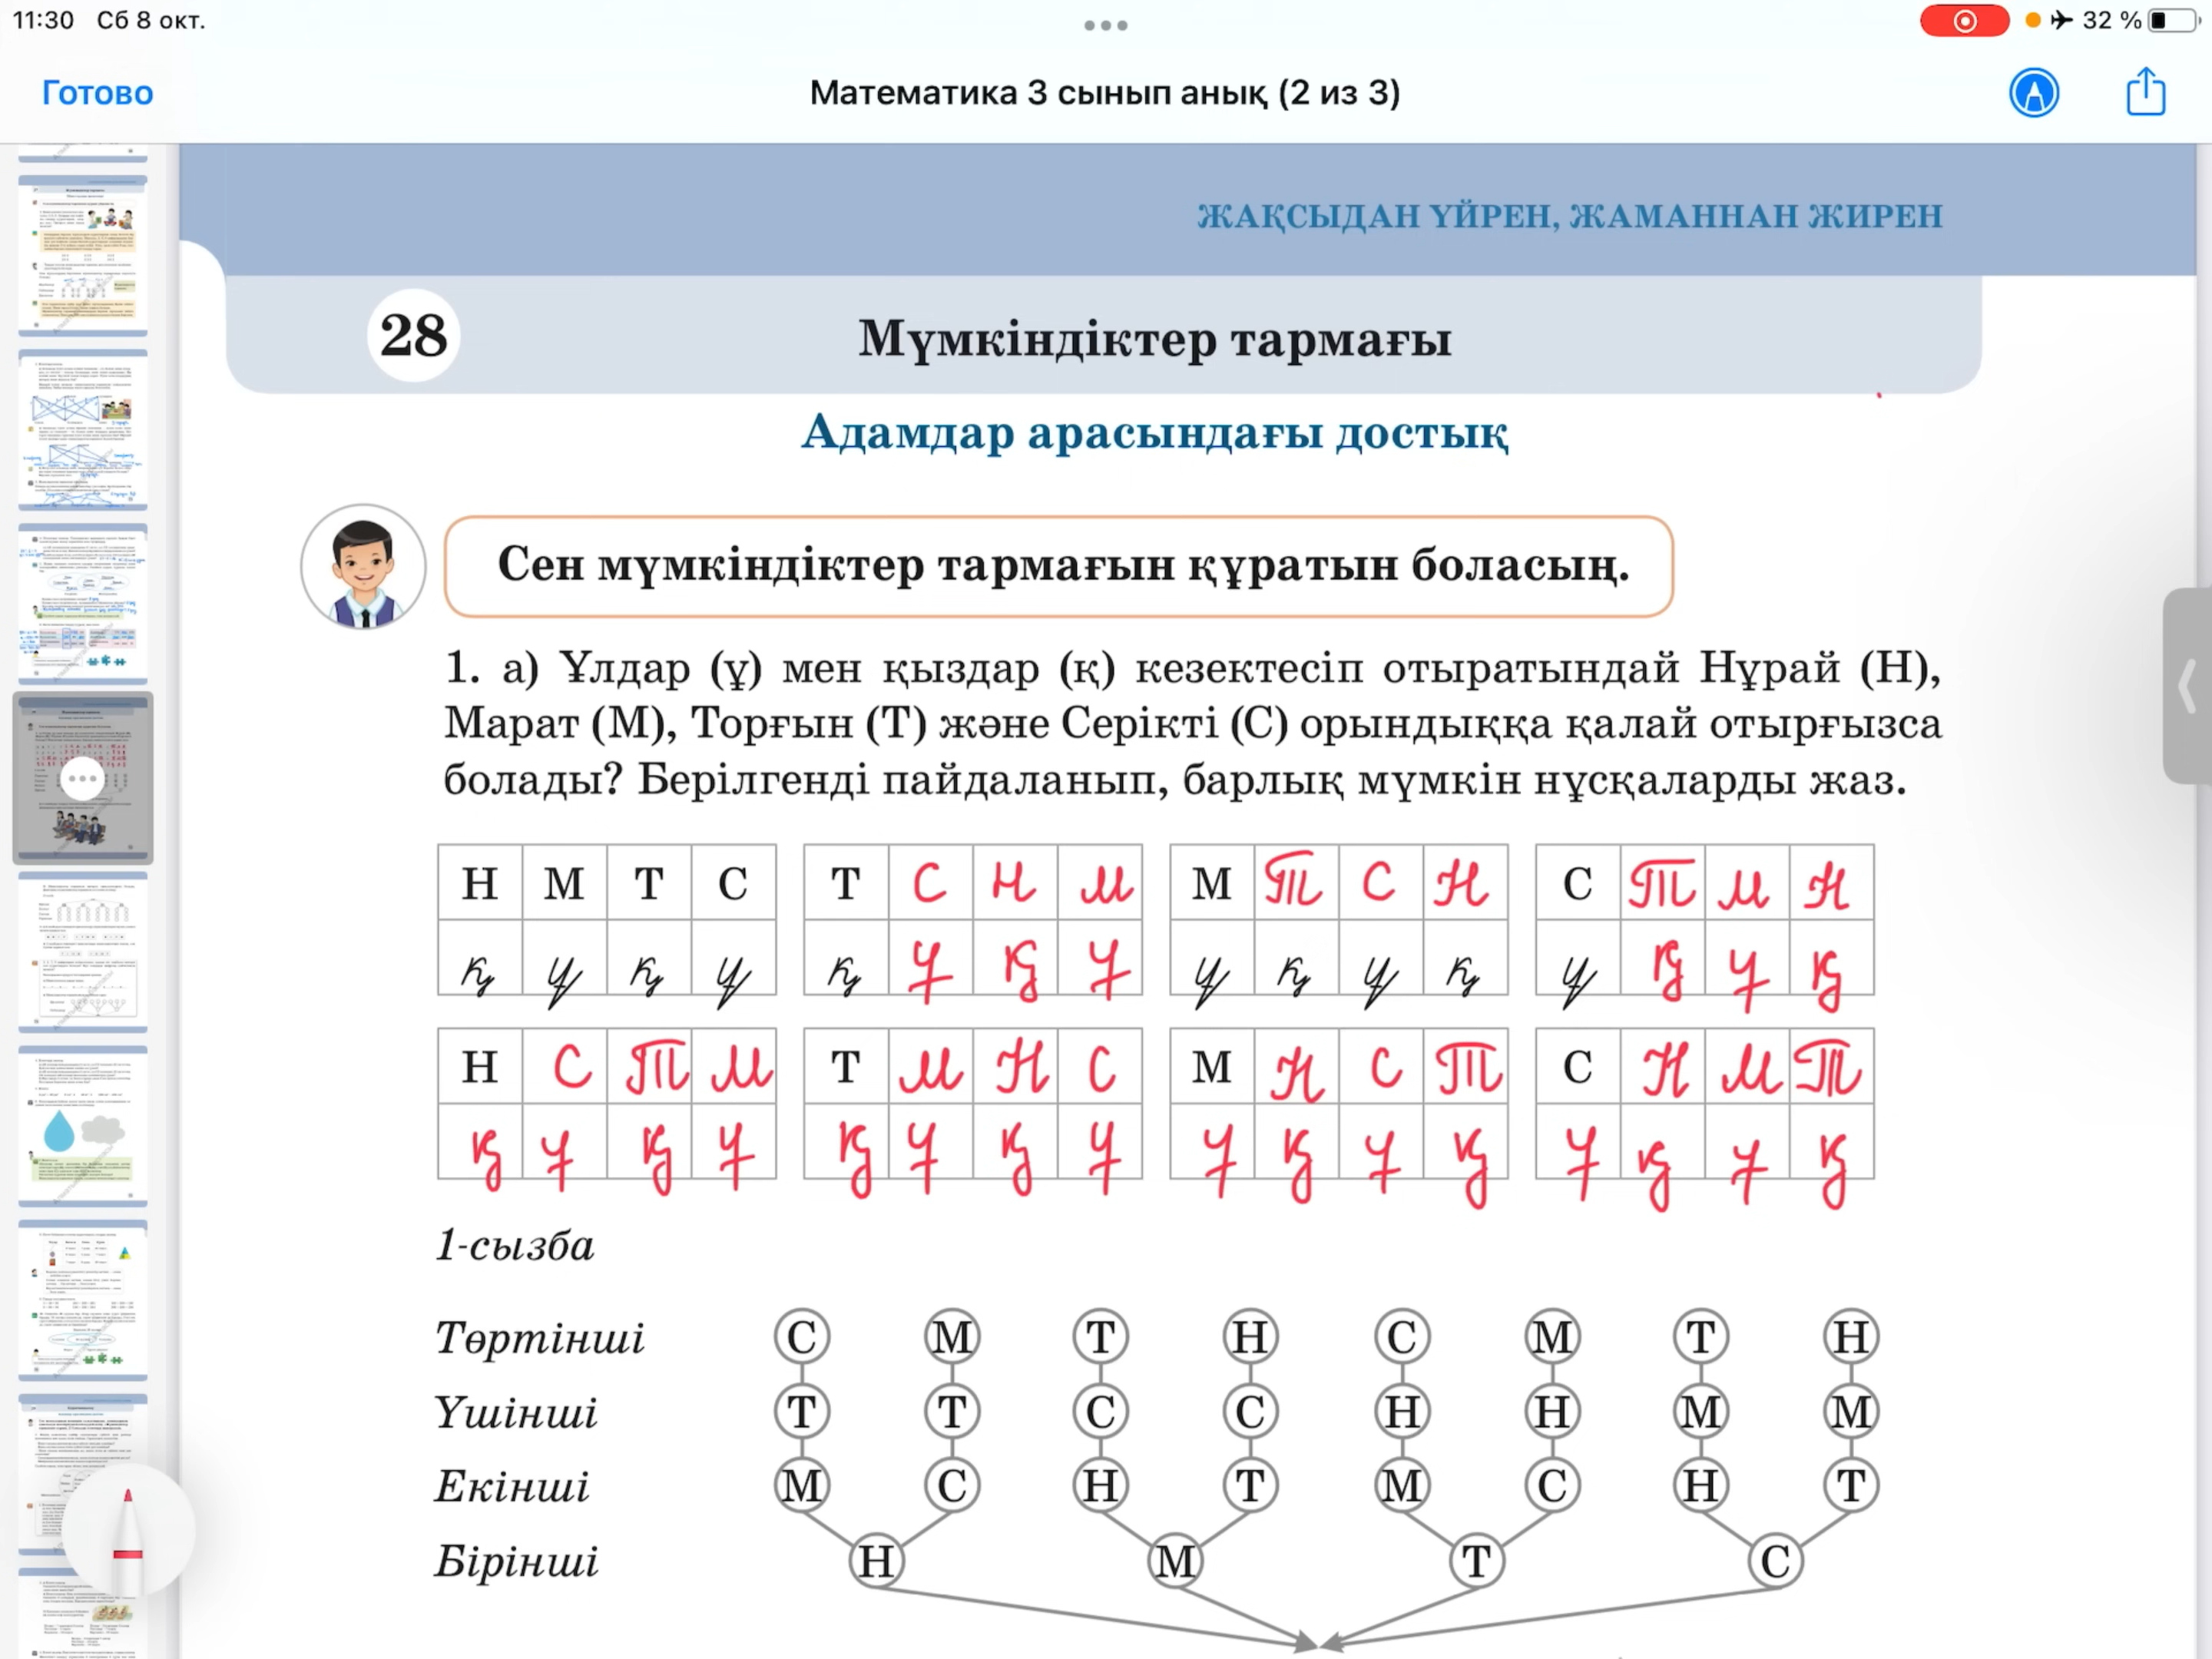 11:30 Сб 8 окт.
32 %
Готово
Математика 3 сынып анық (2 из 3)
ЖАҚСЫДАН ҮЙРЕН, ЖАМАННАН ЖИРЕН
28
Мүмкіндіктер тармағы
Адамдар арасындағы достық
Сен мүмкіндіктер тармағын құратын боласың.
1. а) Ұлдар (ұ) мен қыздар (қ) кезектесіп отыратындай Нұрай (Н),
Марат (М), Торғын (Т) және Серікті (С) орындыққа қалай отырғызса
болады? Берілгенді пайдаланып, барлық мүмкін нұсқаларды жаз.
Н М Т С Т С Н М М Т С Н С Т М Н
қ ұ қ ұ қ ұ қ ұ ұ қ ұ қ ұ қ ұ қ
Н С Т М Т М Н С М Н С Т С Н М Т
қ ұ қ ұ қ ұ қ ұ ұ қ ұ қ ұ қ ұ қ
1-сызба
Төртінші С М Т Н С М Т Н
Үшінші Т Т С С Н Н М М
Екінші М С Н Т М С Н Т
Бірінші Н М Т С